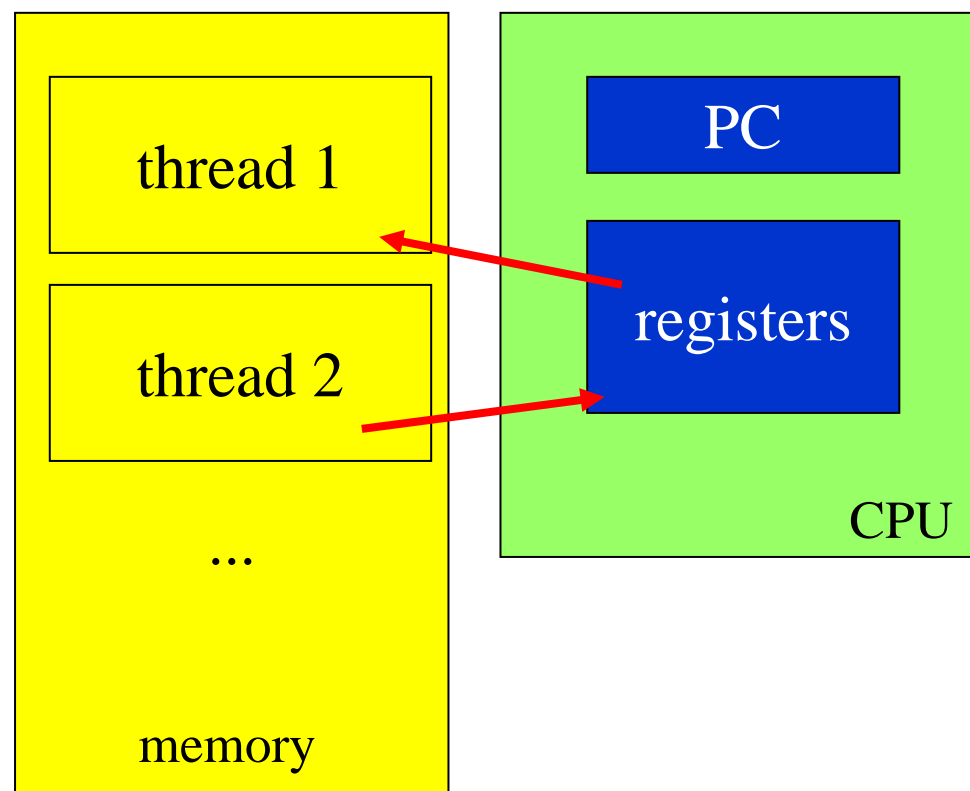 thread 1
thread 2
...
memory
PC
registers
CPU